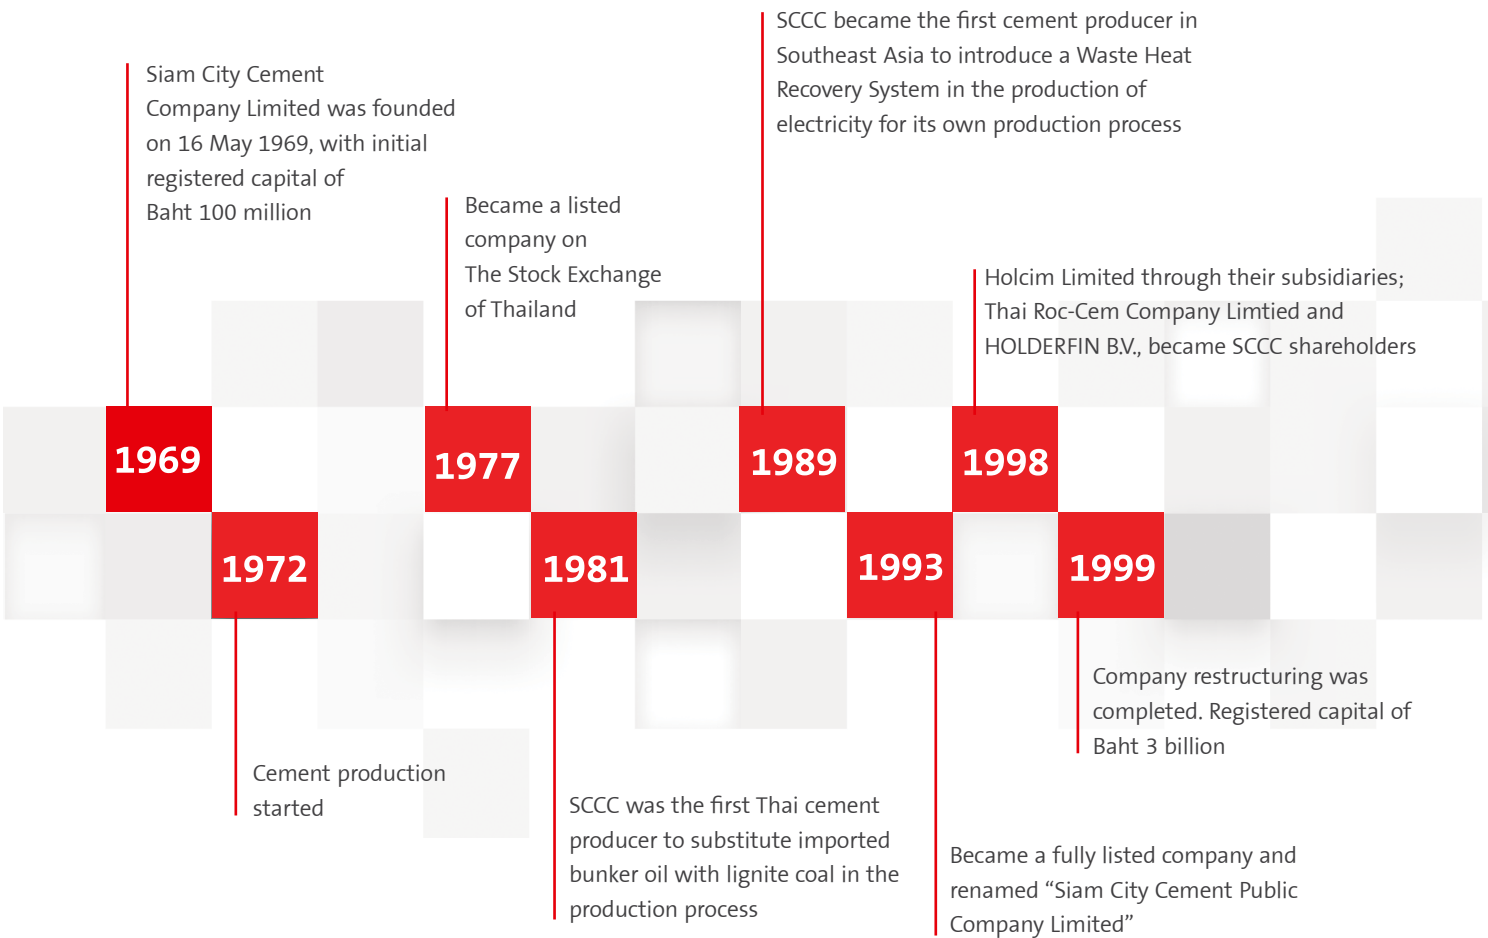 SCCC became the first cement producer in
Southeast Asia to introduce a Waste Heat
Recovery System in the production of
electricity for its own production process
Siam City Cement
Company Limited was founded
on 16 May 1969, with initial
registered capital of
Baht 100 million
Became a listed
company on
The Stock Exchange
of Thailand
Holcim Limited through their subsidiaries;
Thai Roc-Cem Company Limtied and
HOLDERFIN B.V., became SCCC shareholders
1969
1977
1989
1998
1972
1981
1993
1999
Company restructuring was
completed. Registered capital of
Baht 3 billion
Cement production
started
SCCC was the first Thai cement
producer to substitute imported
bunker oil with lignite coal in the
production process
Became a fully listed company and
renamed “Siam City Cement Public
Company Limited”